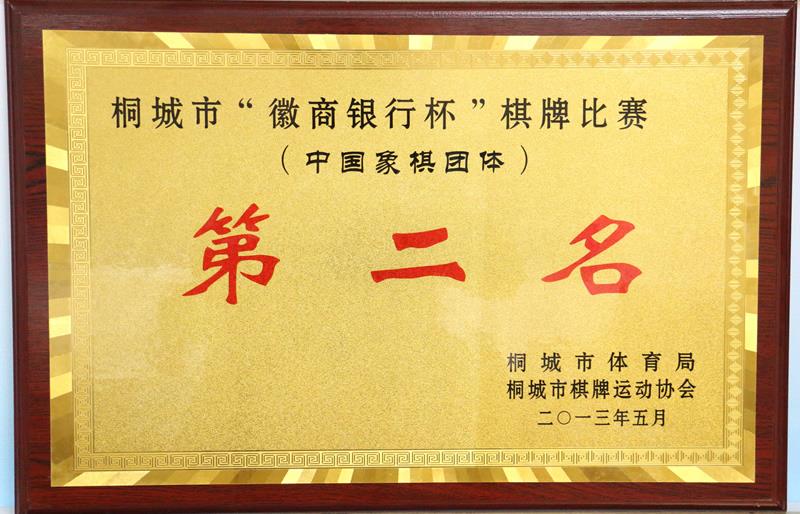 桐城市“徽商银行杯”棋牌比赛
（中国象棋团体）
第二名
桐城市体育局
桐城市棋牌运动协会
二〇一三年五月